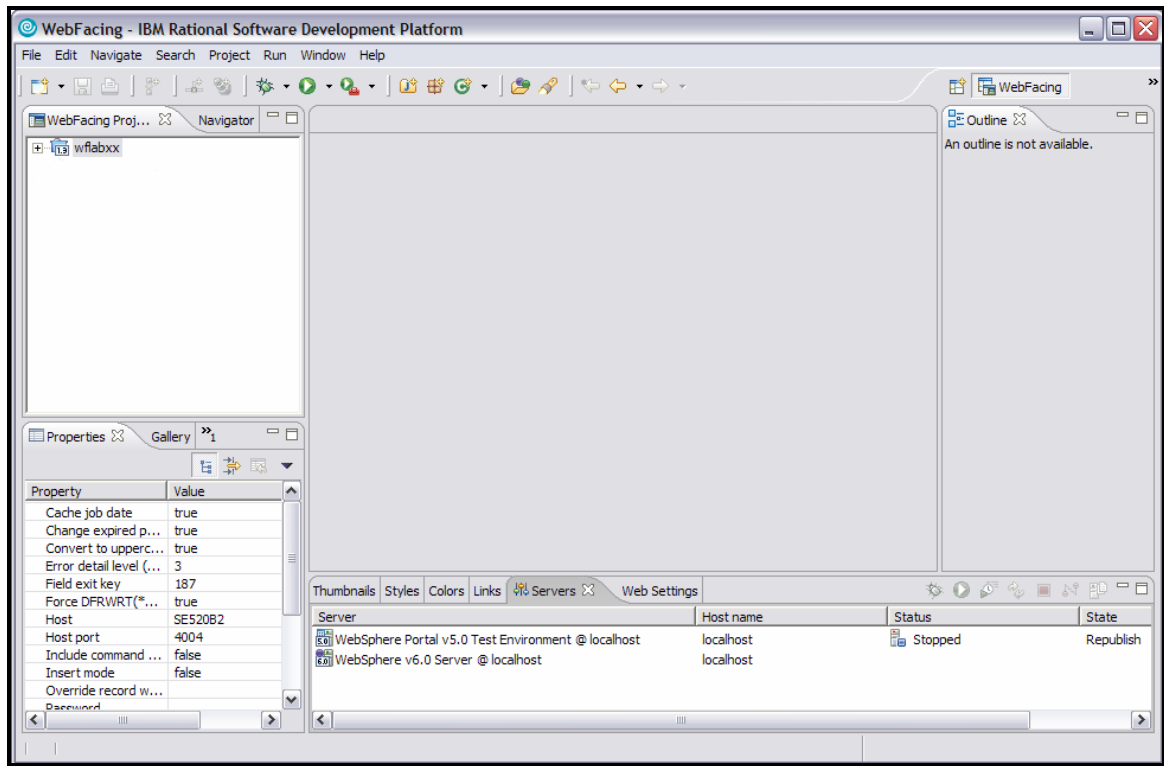 WebFacing - IBM Rational Software Development Platform
File Edit Navigate Search Project Run Window Help
WebFacing
WebFacing Proj... Navigator
wflabxx
Outline
An outline is not available.
Properties Gallery »1
Property Value
Cache job date true
Change expired p... true
Convert to upperc... true
Error detail level (... 3
Field exit key 187
Force DFRWRT(*... true
Host SE520B2
Host port 4004
Include command ... false
Insert mode false
Override record w...
Password
Thumbnails Styles Colors Links Servers Web Settings
Server Host name Status State
WebSphere Portal v5.0 Test Environment @ localhost localhost Stopped Republish
WebSphere v6.0 Server @ localhost localhost